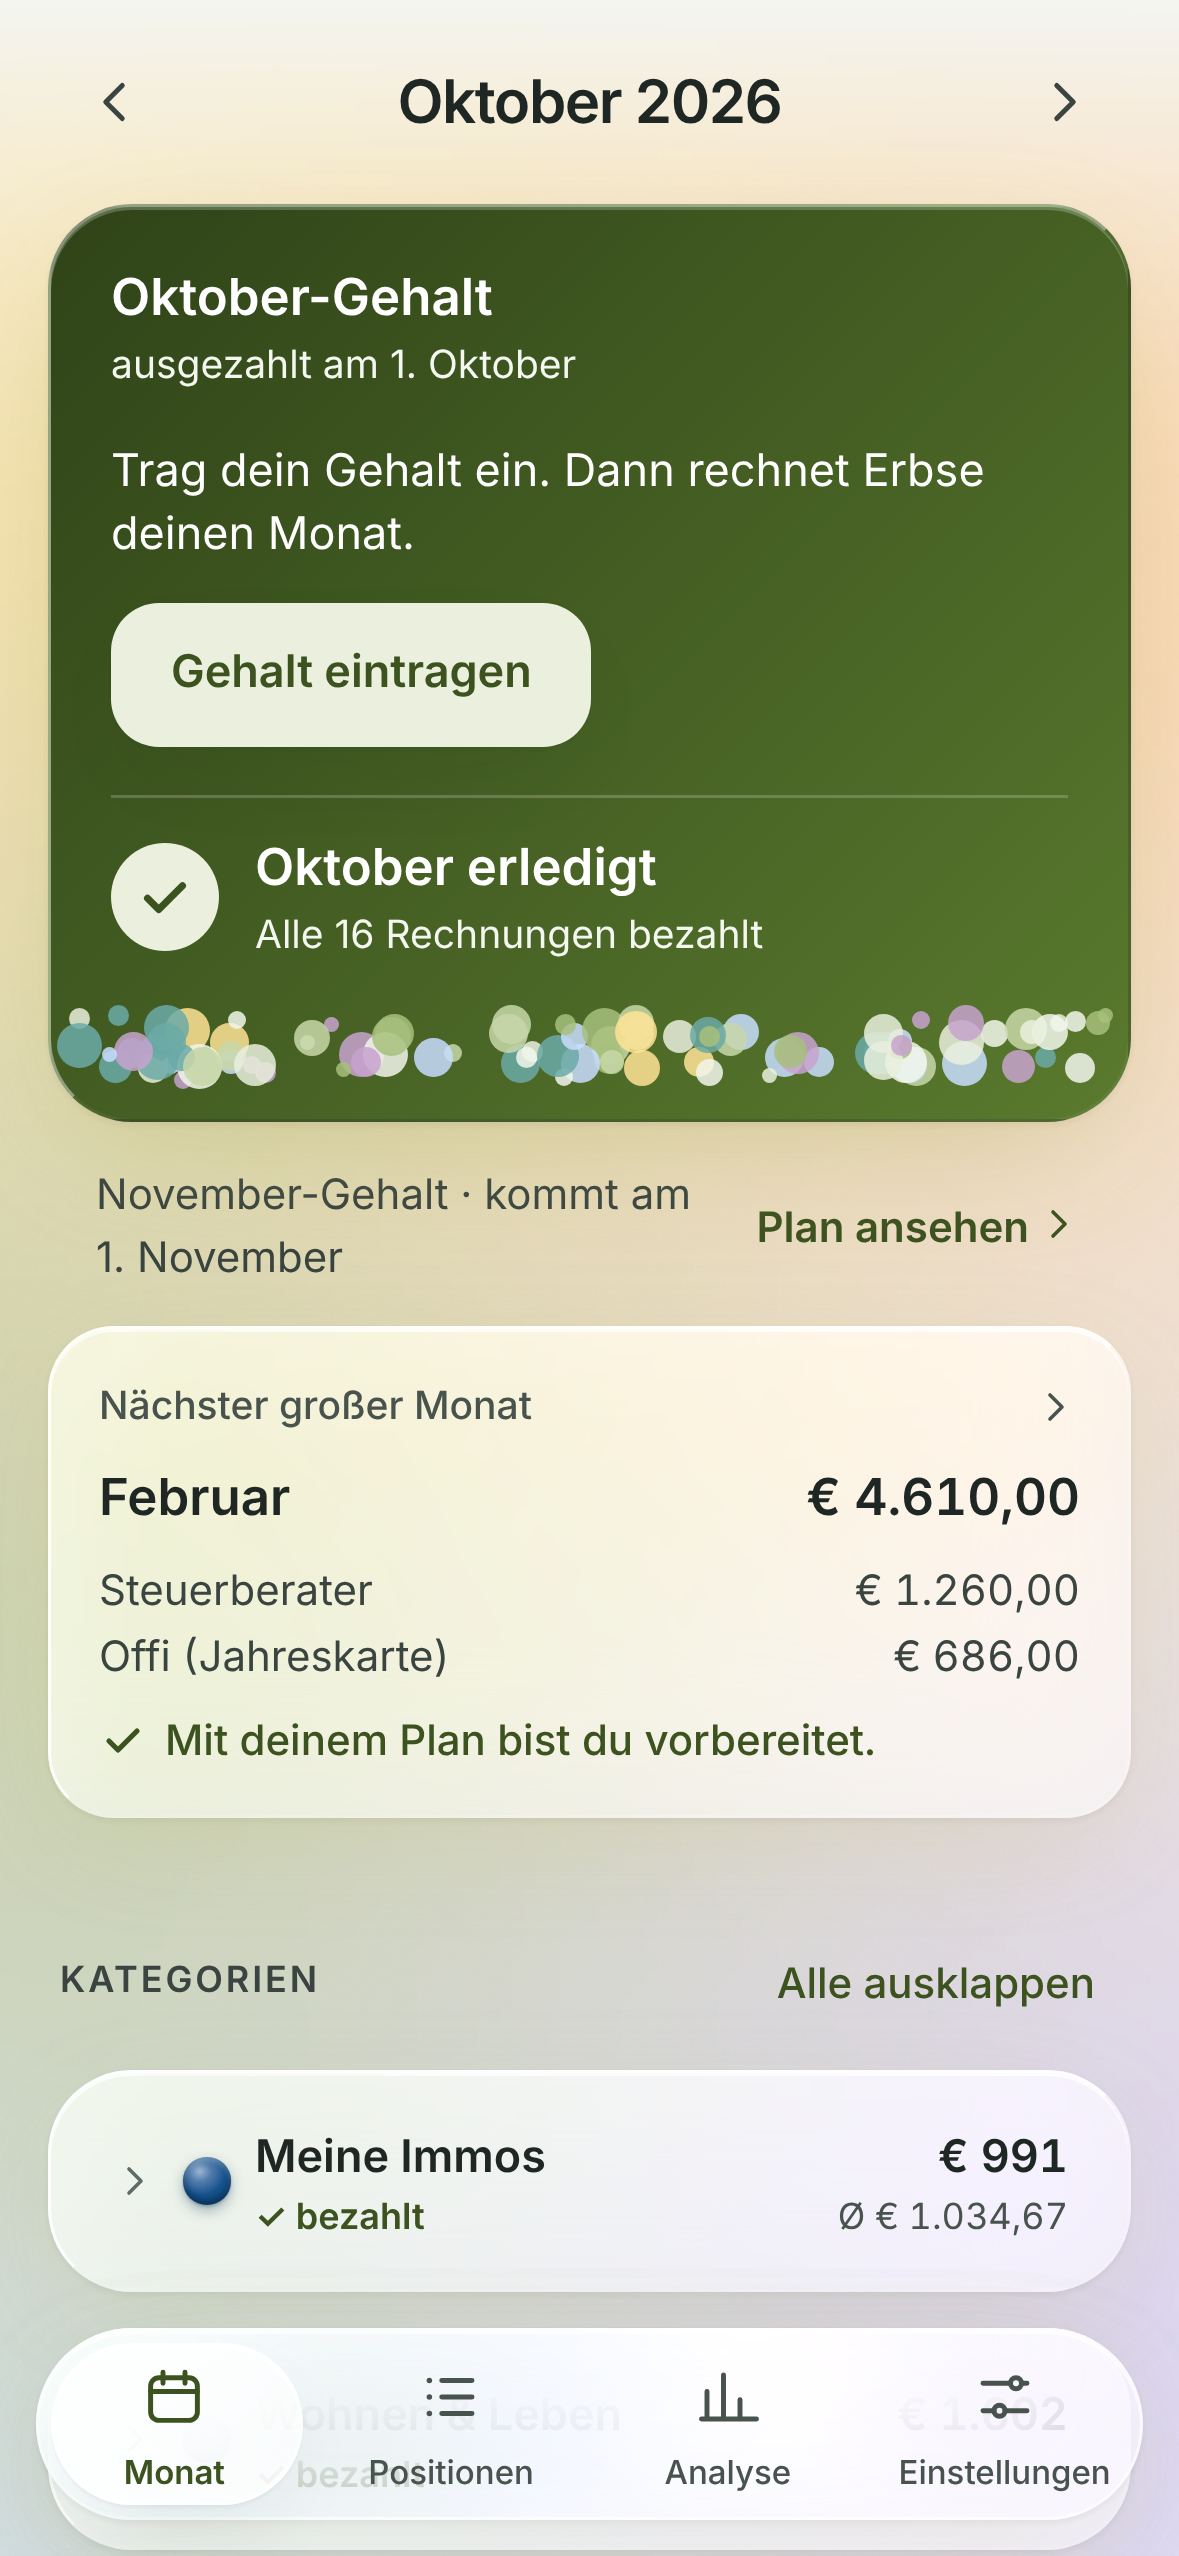 Oktober 2026
Oktober-Gehalt
ausgezahlt am 1. Oktober
Trag dein Gehalt ein. Dann rechnet Erbse
deinen Monat.
Gehalt eintragen
Oktober erledigt
Alle 16 Rechnungen bezahlt
November-Gehalt · kommt am
1. November
Plan ansehen
Nächster großer Monat
Februar € 4.610,00
Steuerberater € 1.260,00
Offi (Jahreskarte) € 686,00
Mit deinem Plan bist du vorbereitet.
KATEGORIEN Alle ausklappen
Meine Immos € 991
bezahlt Ø € 1.034,67
Wohnen & Leben
bezahlt
Monat Positionen Analyse Einstellungen